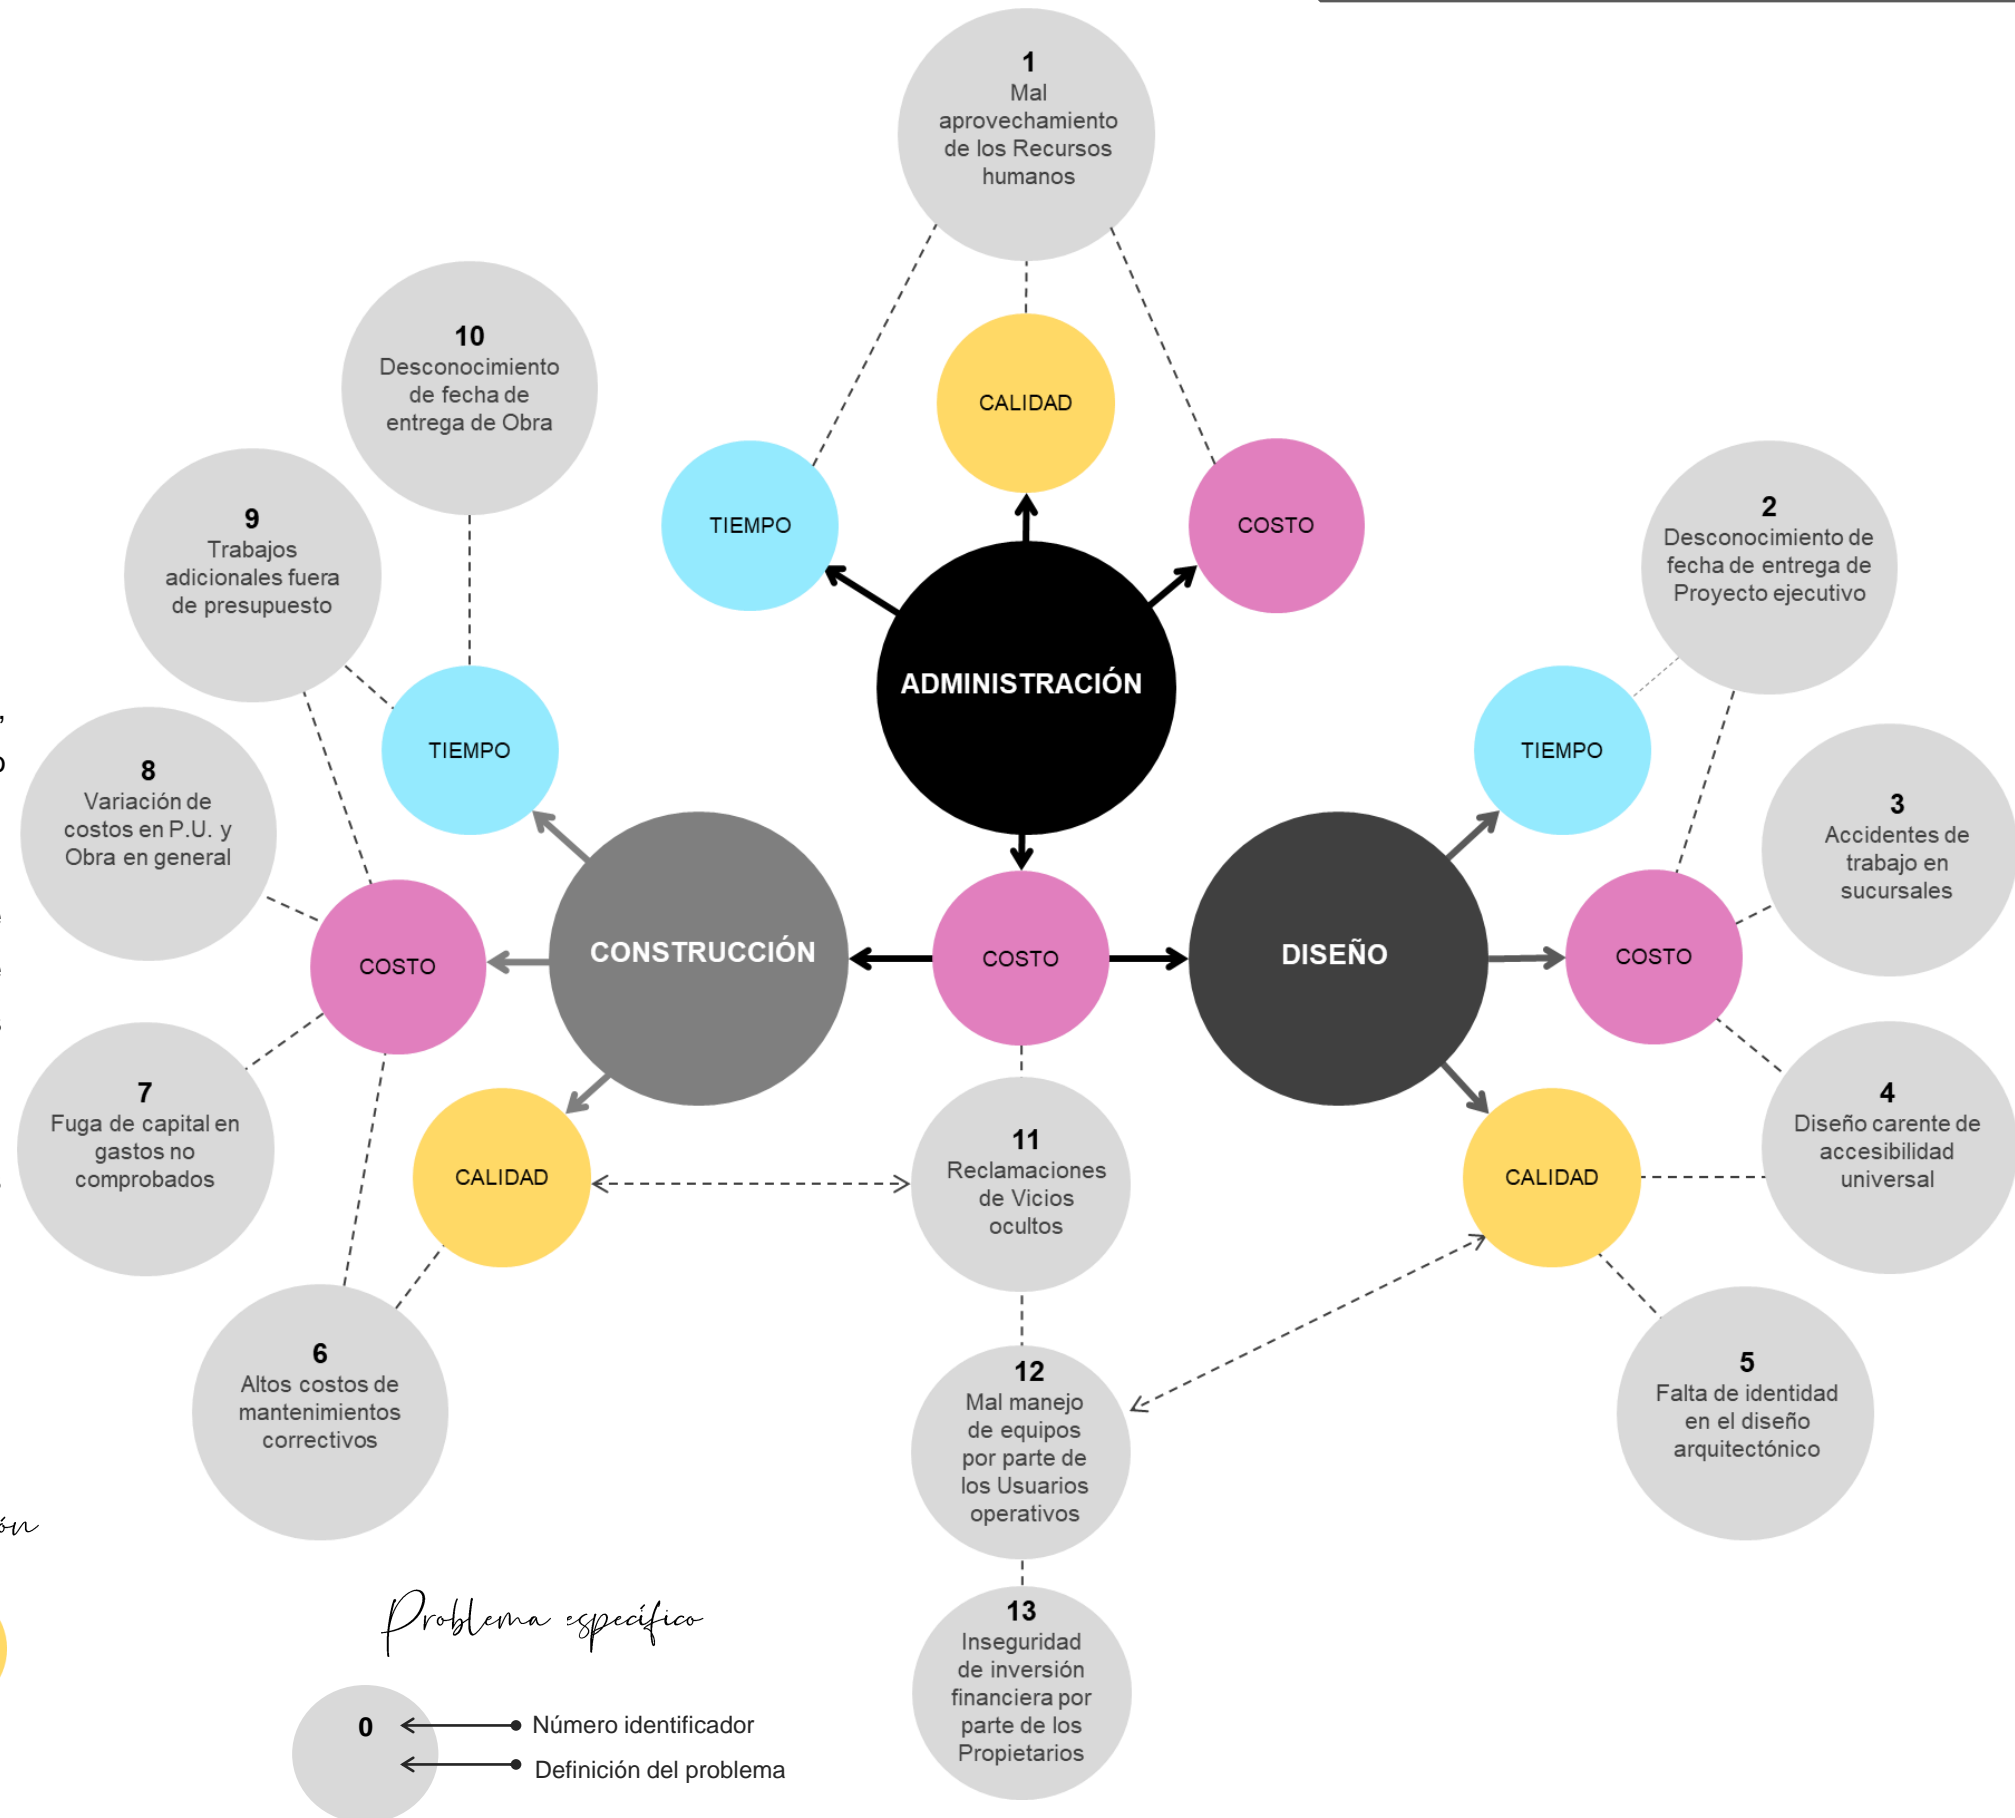 1
Mal
aprovechamiento
de los Recursos
humanos
10
Desconocimiento
de fecha de
entrega de Obra
CALIDAD
TIEMPO
COSTO
2
Desconocimiento de
fecha de entrega de
Proyecto ejecutivo
9
Trabajos
adicionales fuera
de presupuesto
ADMINISTRACIÓN
TIEMPO
TIEMPO
8
Variación de
costos en P.U. y
Obra en general
3
Accidentes de
trabajo en
sucursales
COSTO
CONSTRUCCIÓN
COSTO
DISEÑO
COSTO
7
Fuga de capital en
gastos no
comprobados
4
Diseño carente de
accesibilidad
universal
CALIDAD
11
Reclamaciones
de Vicios
ocultos
CALIDAD
6
Altos costos de
mantenimientos
correctivos
12
Mal manejo
de equipos
por parte de
los Usuarios
operativos
5
Falta de identidad
en el diseño
arquitectónico
13
Inseguridad
de inversión
financiera por
parte de los
Propietarios
Problema específico
0
Número identificador
Definición del problema